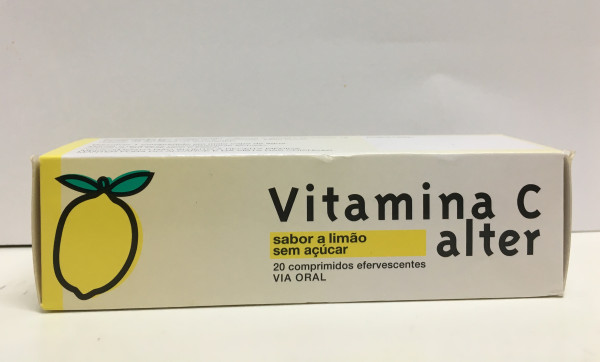 Vitamina C
alter
sabor a limão
sem açúcar
20 comprimidos efervescentes
VIA ORAL